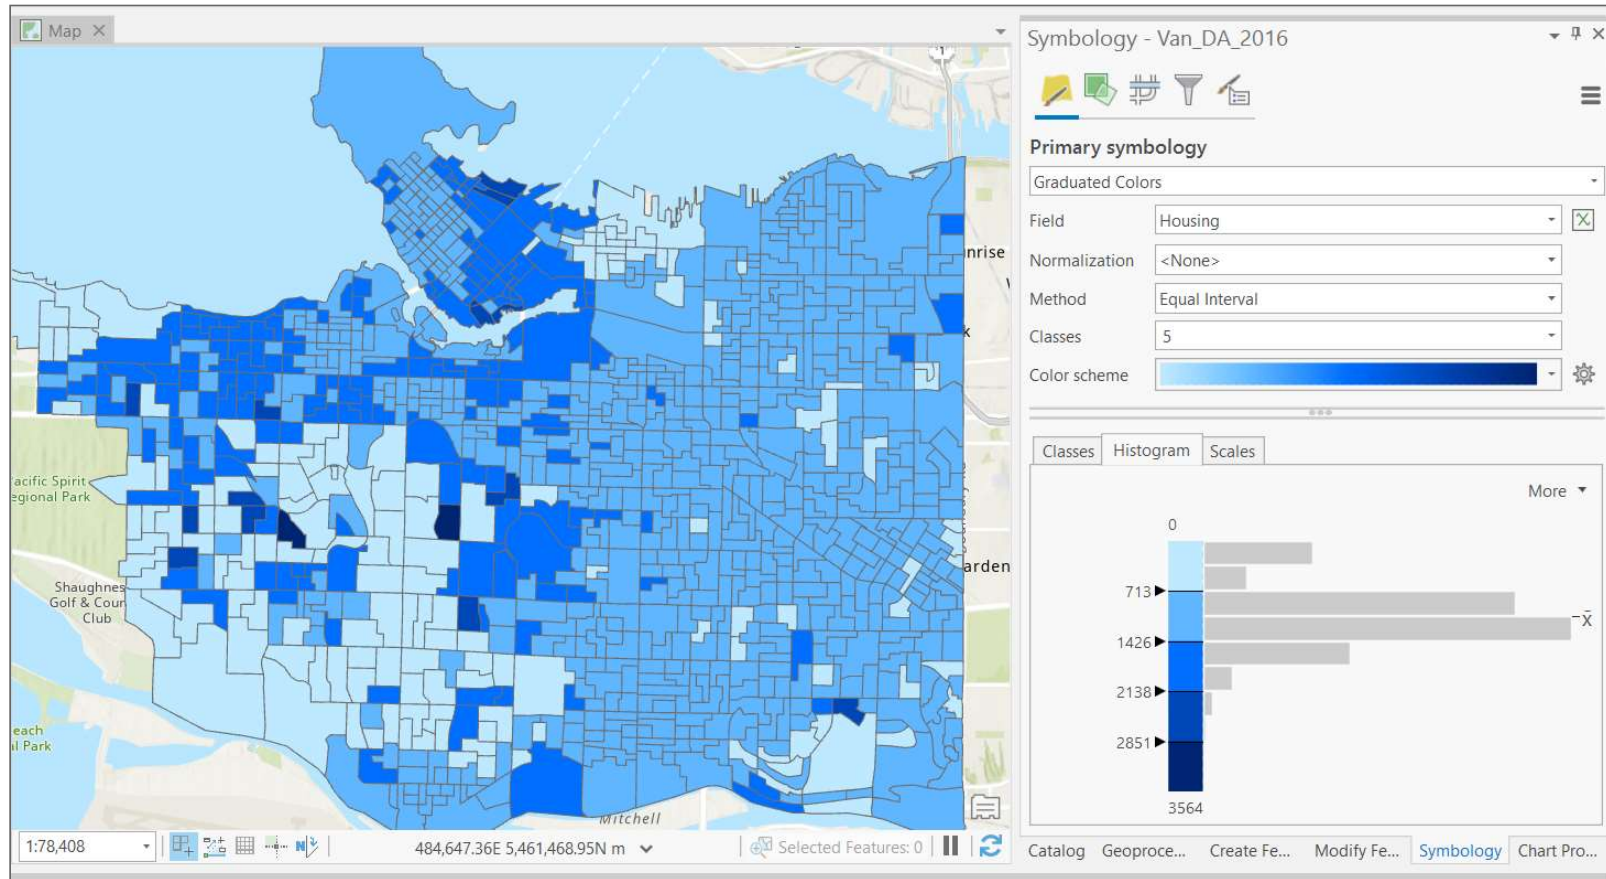 Map
1
nrise
k
acific Spirit
egional Park
arden
Shaughnes
Golf & Coun
Club
each
al Park
Mitchell
1:78,408
484,647.36E 5,461,468.95N m
Selected Features: 0
Symbology - Van_DA_2016
Primary symbology
Graduated Colors
Field
Housing
Normalization
<None>
Method
Equal Interval
Classes
5
Color scheme
Classes Histogram Scales
More
0
713
x̄
1426
2138
2851
3564
Catalog Geoproce... Create Fe... Modify Fe... Symbology Chart Pro...